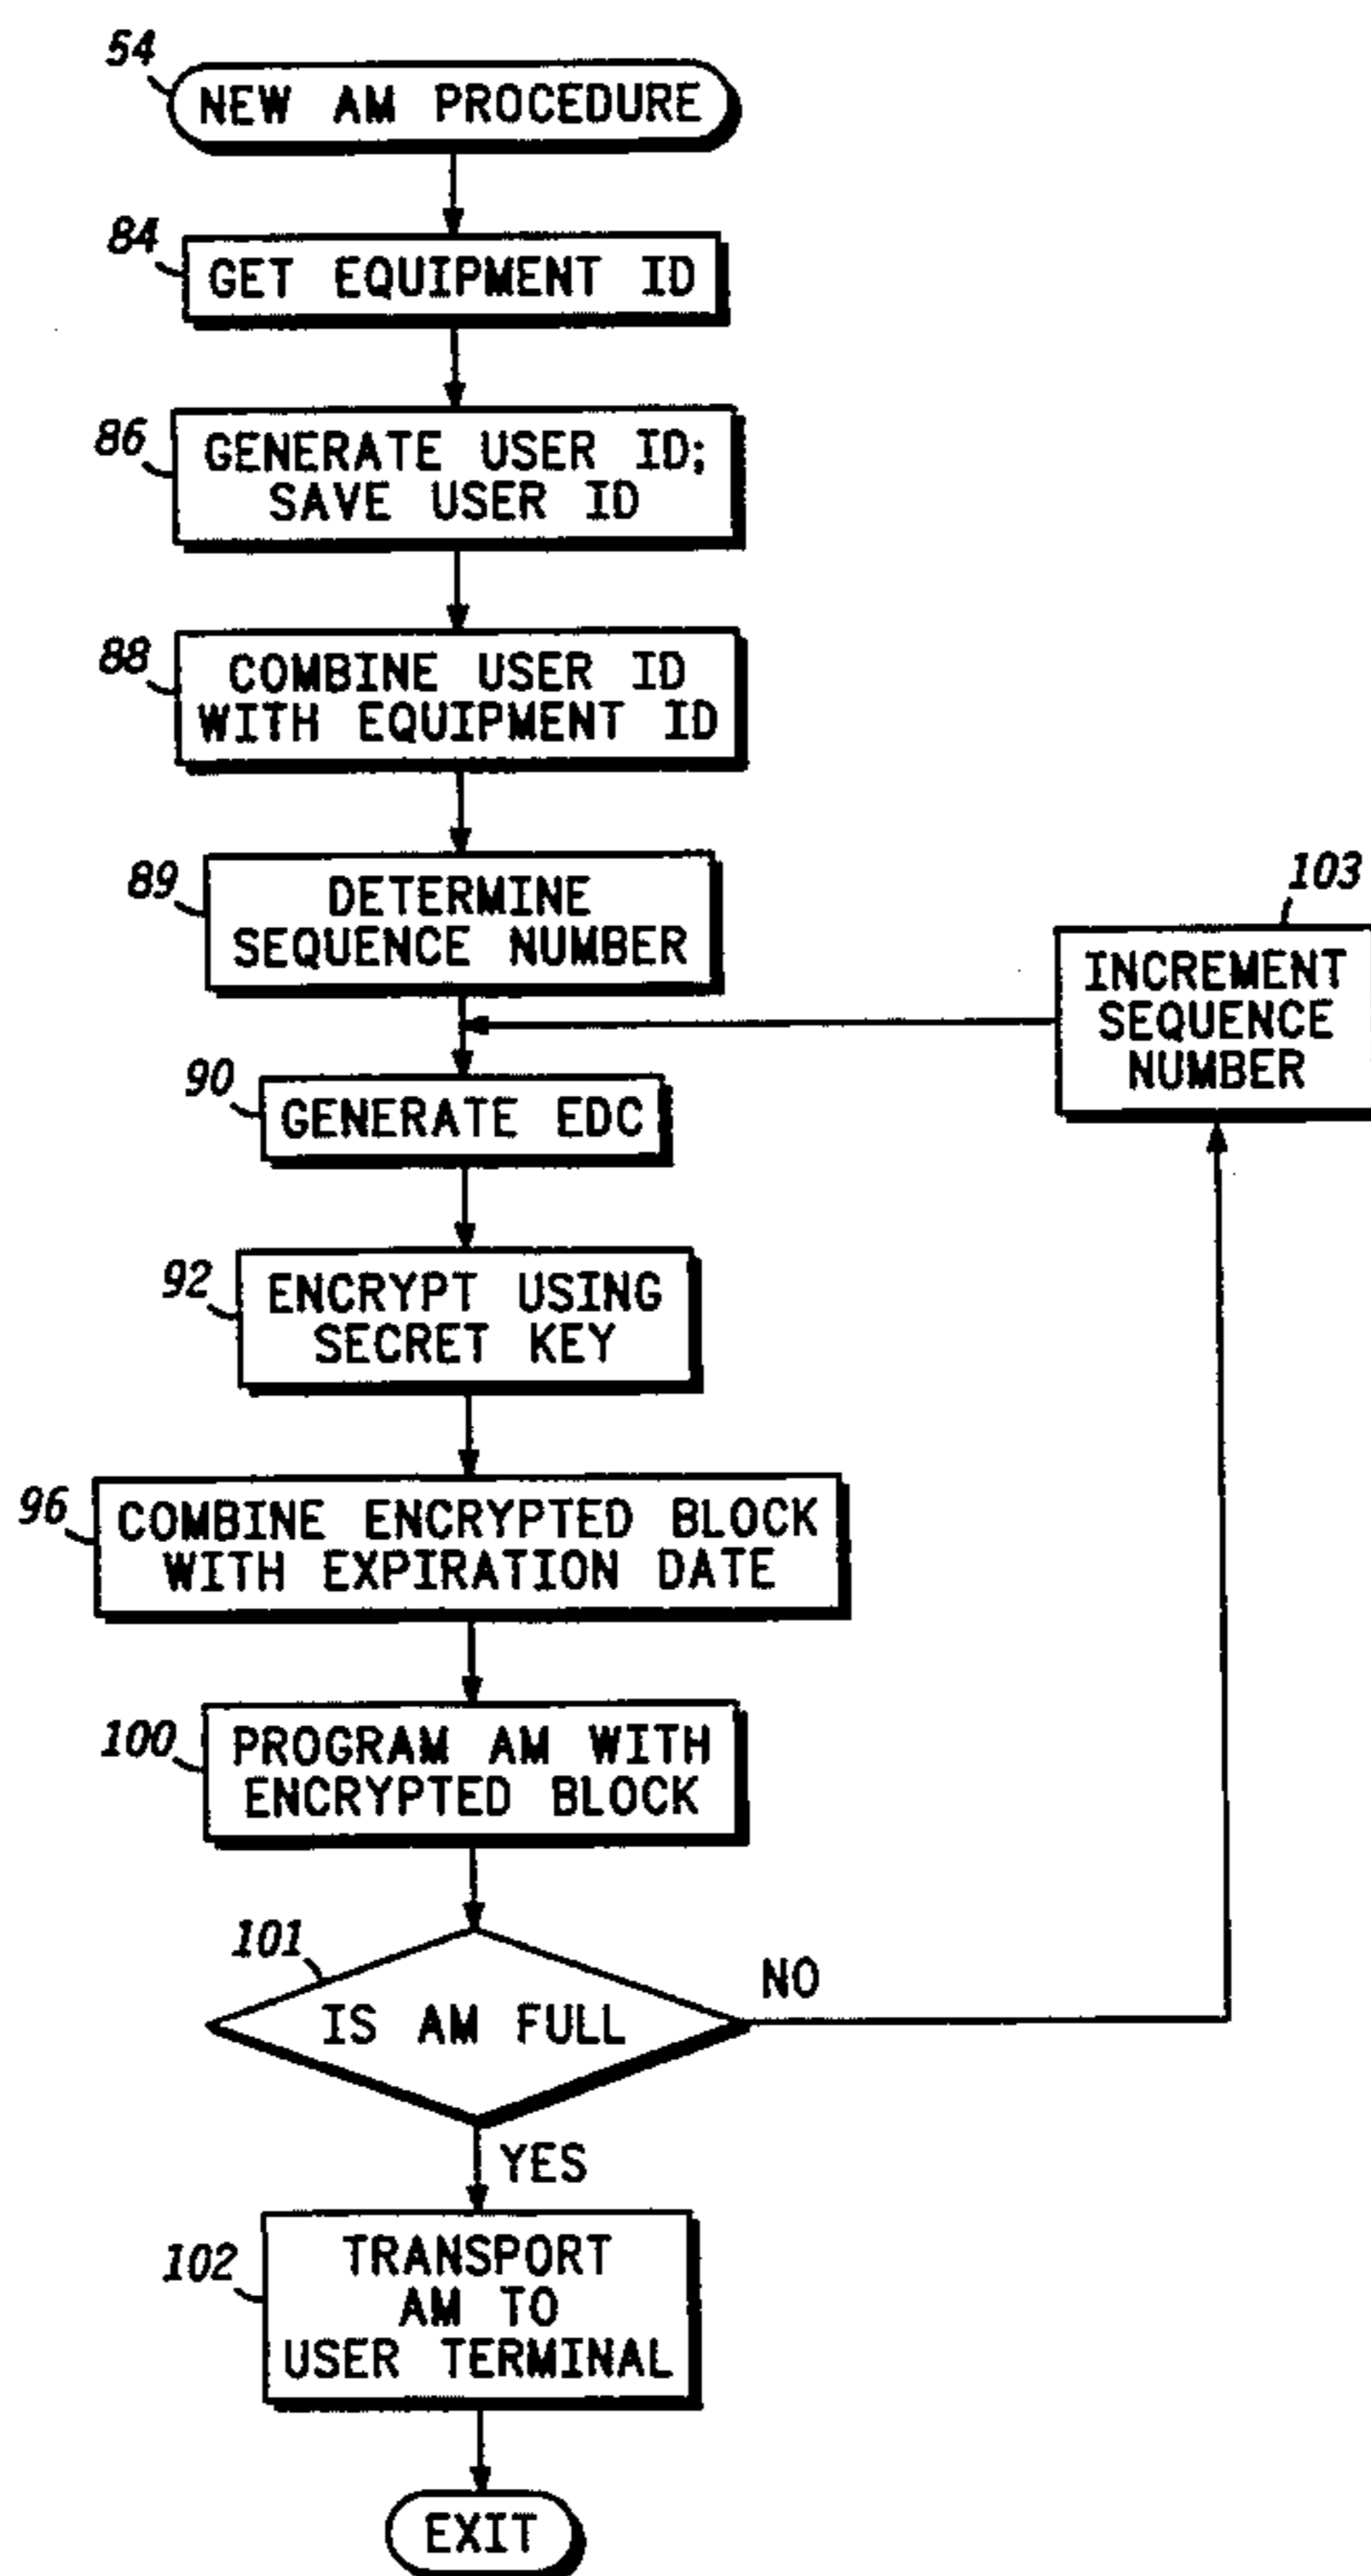 54
NEW AM PROCEDURE
84
GET EQUIPMENT ID
86
GENERATE USER ID;
SAVE USER ID
88
COMBINE USER ID
WITH EQUIPMENT ID
89
DETERMINE
SEQUENCE NUMBER
103
INCREMENT
SEQUENCE
NUMBER
90
GENERATE EDC
92
ENCRYPT USING
SECRET KEY
96
COMBINE ENCRYPTED BLOCK
WITH EXPIRATION DATE
100
PROGRAM AM WITH
ENCRYPTED BLOCK
101
IS AM FULL
NO
YES
102
TRANSPORT
AM TO
USER TERMINAL
EXIT